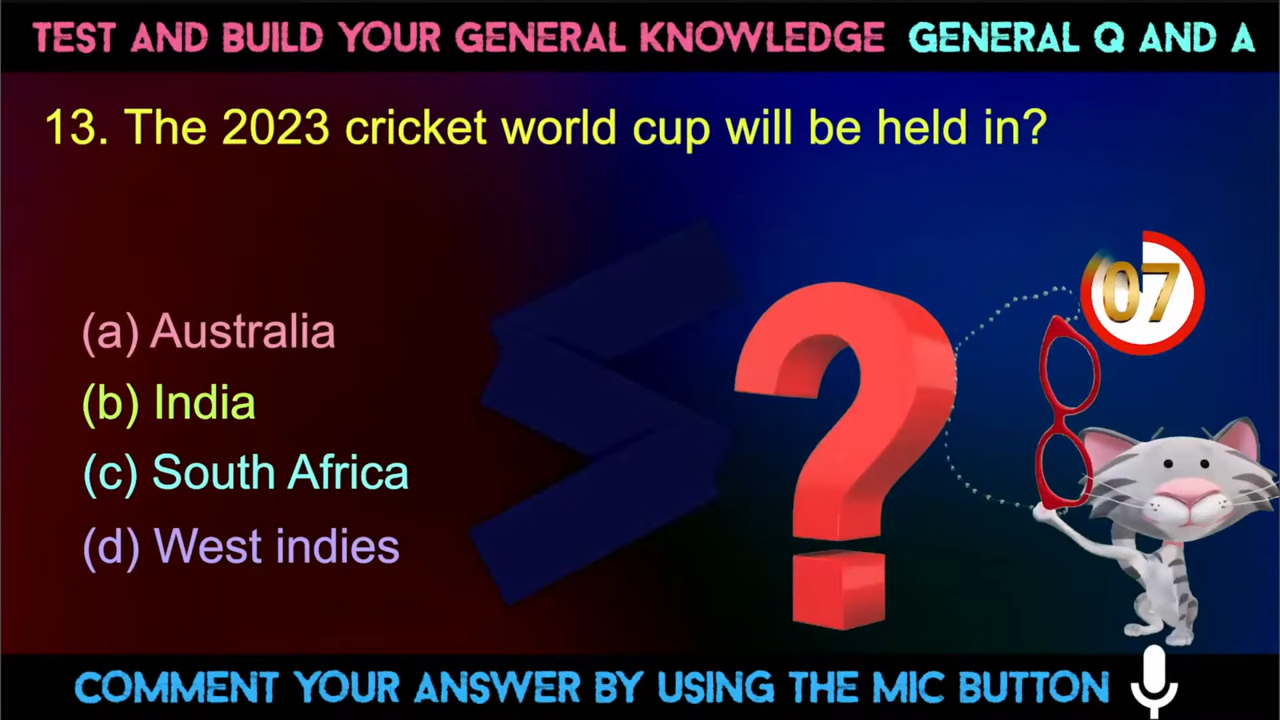 TEST AND BUILD YOUR GENERAL KNOWLEDGE GENERAL Q AND A
13. The 2023 cricket world cup will be held in?
07
(a) Australia
(b) India
(c) South Africa
(d) West indies
COMMENT YOUR ANSWER BY USING THE MIC BUTTON